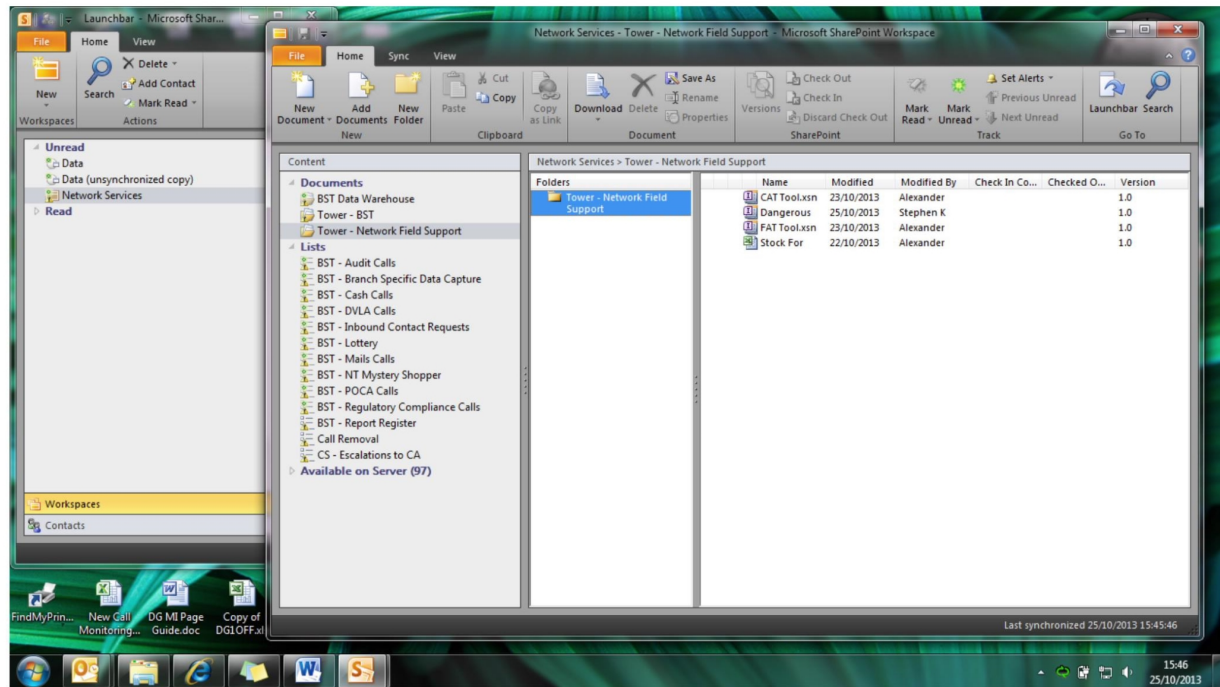 Launchbar - Microsoft Shar...
File Home View
New
Search
Delete
Add Contact
Mark Read
Workspaces Actions
Unread
Data
Data (unsynchronized copy)
Network Services
Read
Workspaces
Contacts
Network Services - Tower - Network Field Support - Microsoft SharePoint Workspace
File Home Sync View
New Document
Add Documents
New Folder
New
Paste
Cut
Copy
Clipboard
Copy as Link
Download
Delete
Save As
Rename
Properties
Document
Versions
Check Out
Check In
Discard Check Out
SharePoint
Mark Read
Mark Unread
Set Alerts
Previous Unread
Next Unread
Track
Launchbar
Search
Go To
Content
Documents
BST Data Warehouse
Tower - BST
Tower - Network Field Support
Lists
BST - Audit Calls
BST - Branch Specific Data Capture
BST - Cash Calls
BST - DVLA Calls
BST - Inbound Contact Requests
BST - Lottery
BST - Mails Calls
BST - NT Mystery Shopper
BST - POCA Calls
BST - Regulatory Compliance Calls
BST - Report Register
Call Removal
CS - Escalations to CA
Available on Server (97)
Network Services > Tower - Network Field Support
Folders
Tower - Network Field
Support
Name Modified Modified By Check In Co... Checked O... Version
CAT Tool.xsn 23/10/2013 Alexander 1.0
Dangerous 25/10/2013 Stephen K 1.0
FAT Tool.xsn 23/10/2013 Alexander 1.0
Stock For 22/10/2013 Alexander 1.0
Last synchronized 25/10/2013 15:45:46
FindMyPrin...
New Call
Monitoring...
DG MI Page
Guide.doc
Copy of
DG1OFF.xl
15:46
25/10/2013